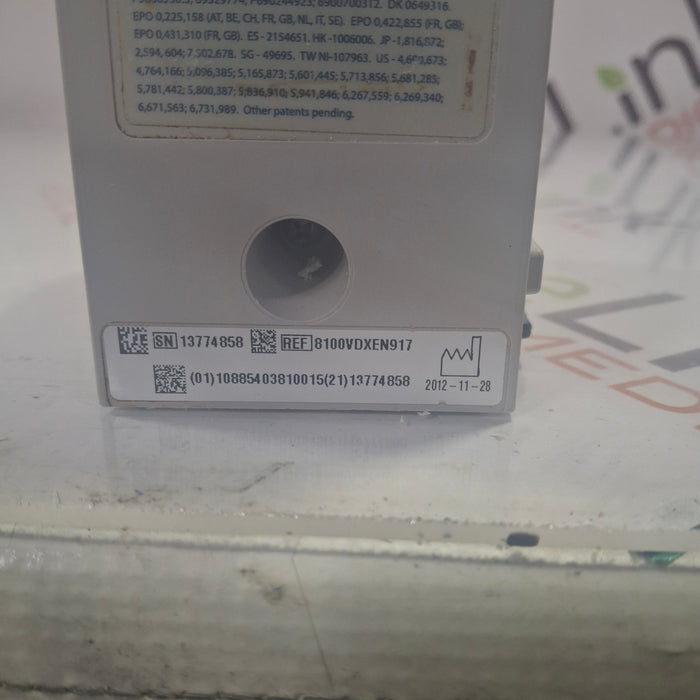 DK 0649316.
EPO 0,225,158 (AT, BE, CH, FR, GB, NL, IT, SE). EPO 0,422,855 (FR, GB);
EPO 0,431,310 (FR, GB). ES - 2154651. HK -1006006. JP -1,816,872;
2,594,604; 7,502,678. SG - 49695. TW NI-107963. US -
4,764,166; 5,096,385; 5,165,873; 5,601,445; 5,713,856; 5,681,285;
5,781,442; 5,800,387; 5,836,910; 5,941,846; 6,267,559; 6,269,340;
6,671,563; 6,731,989. Other patents pending.
SN 13774858 REF 8100VDXEN917
(01)10885403810015(21)13774858 2012-11-28
MED